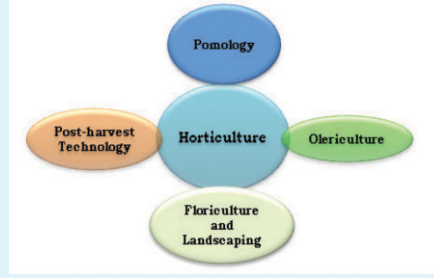 Pomology
Post-harvest
Technology
Horticulture
Olericulture
Floriculture
and
Landscaping